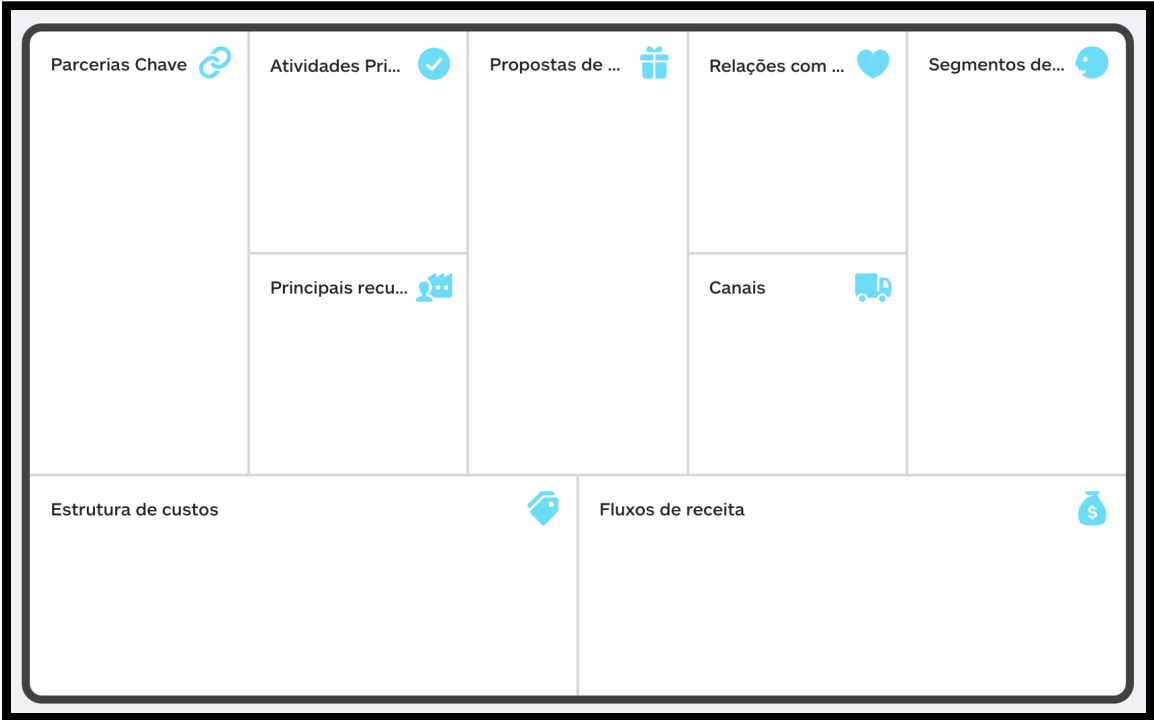 Parcerias Chave
Atividades Pri...
Propostas de ...
Relações com ...
Segmentos de...
Principais recu...
Canais
Estrutura de custos
Fluxos de receita
$